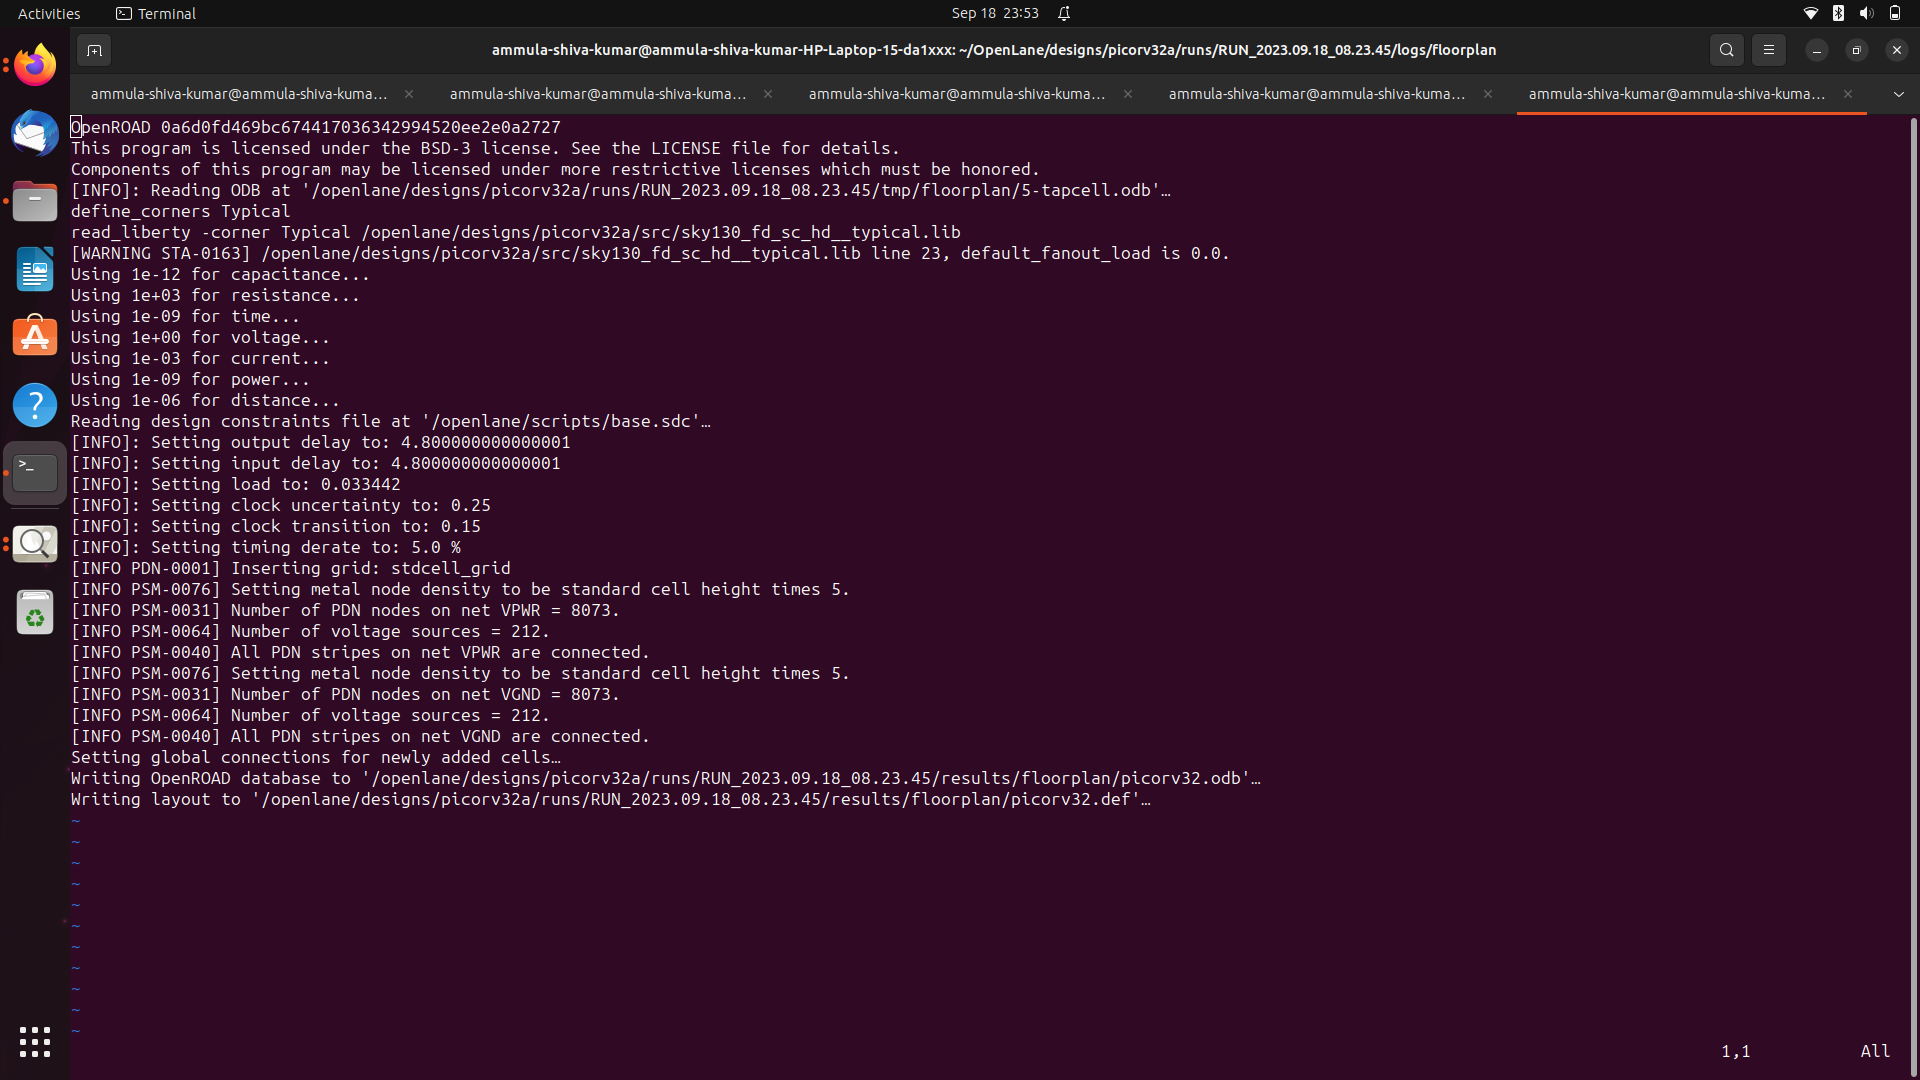 Activities
Terminal
Sep 18 23:53
ammula-shiva-kumar@ammula-shiva-kumar-HP-Laptop-15-da1xxx: ~/OpenLane/designs/picorv32a/runs/RUN_2023.09.18_08.23.45/logs/floorplan
ammula-shiva-kumar@ammula-shiva-kuma...
ammula-shiva-kumar@ammula-shiva-kuma...
ammula-shiva-kumar@ammula-shiva-kuma...
ammula-shiva-kumar@ammula-shiva-kuma...
ammula-shiva-kumar@ammula-shiva-kuma...
OpenROAD 0a6d0fd469bc674417036342994520ee2e0a2727
This program is licensed under the BSD-3 license. See the LICENSE file for details.
Components of this program may be licensed under more restrictive licenses which must be honored.
[INFO]: Reading ODB at '/openlane/designs/picorv32a/runs/RUN_2023.09.18_08.23.45/tmp/floorplan/5-tapcell.odb'…
define_corners Typical
read_liberty -corner Typical /openlane/designs/picorv32a/src/sky130_fd_sc_hd__typical.lib
[WARNING STA-0163] /openlane/designs/picorv32a/src/sky130_fd_sc_hd__typical.lib line 23, default_fanout_load is 0.0.
Using 1e-12 for capacitance...
Using 1e+03 for resistance...
Using 1e-09 for time...
Using 1e+00 for voltage...
Using 1e-03 for current...
Using 1e-09 for power...
Using 1e-06 for distance...
Reading design constraints file at '/openlane/scripts/base.sdc'…
[INFO]: Setting output delay to: 4.800000000000001
[INFO]: Setting input delay to: 4.800000000000001
[INFO]: Setting load to: 0.033442
[INFO]: Setting clock uncertainty to: 0.25
[INFO]: Setting clock transition to: 0.15
[INFO]: Setting timing derate to: 5.0 %
[INFO PDN-0001] Inserting grid: stdcell_grid
[INFO PSM-0076] Setting metal node density to be standard cell height times 5.
[INFO PSM-0031] Number of PDN nodes on net VPWR = 8073.
[INFO PSM-0064] Number of voltage sources = 212.
[INFO PSM-0040] All PDN stripes on net VPWR are connected.
[INFO PSM-0076] Setting metal node density to be standard cell height times 5.
[INFO PSM-0031] Number of PDN nodes on net VGND = 8073.
[INFO PSM-0064] Number of voltage sources = 212.
[INFO PSM-0040] All PDN stripes on net VGND are connected.
Setting global connections for newly added cells…
Writing OpenROAD database to '/openlane/designs/picorv32a/runs/RUN_2023.09.18_08.23.45/results/floorplan/picorv32.odb'…
Writing layout to '/openlane/designs/picorv32a/runs/RUN_2023.09.18_08.23.45/results/floorplan/picorv32.def'…
~
~
~
~
~
~
~
~
~
~
~
1,1 All